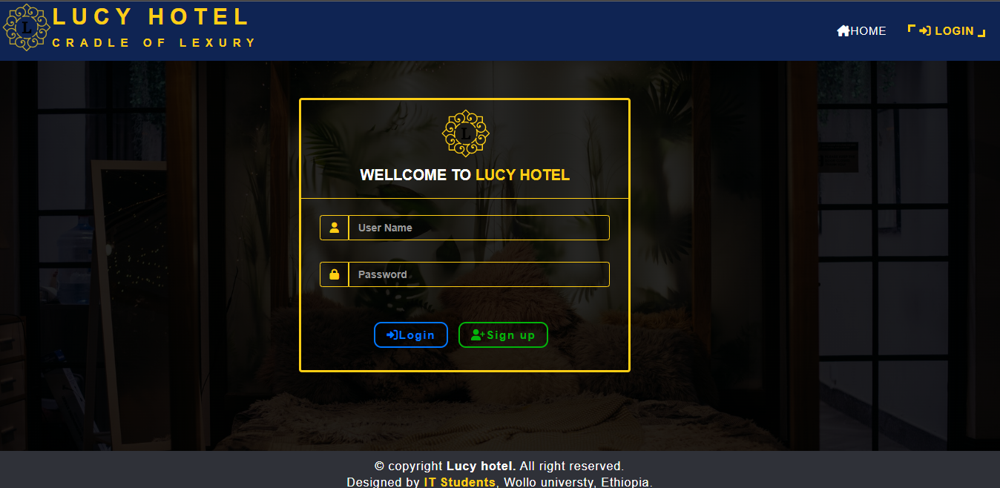 LUCY HOTEL
CRADLE OF LEXURY
HOME
LOGIN
L
L
WELLCOME TO LUCY HOTEL
User Name
Password
Login
Sign up
© copyright Lucy hotel. All right reserved.
Designed by IT Students, Wollo universty, Ethiopia.